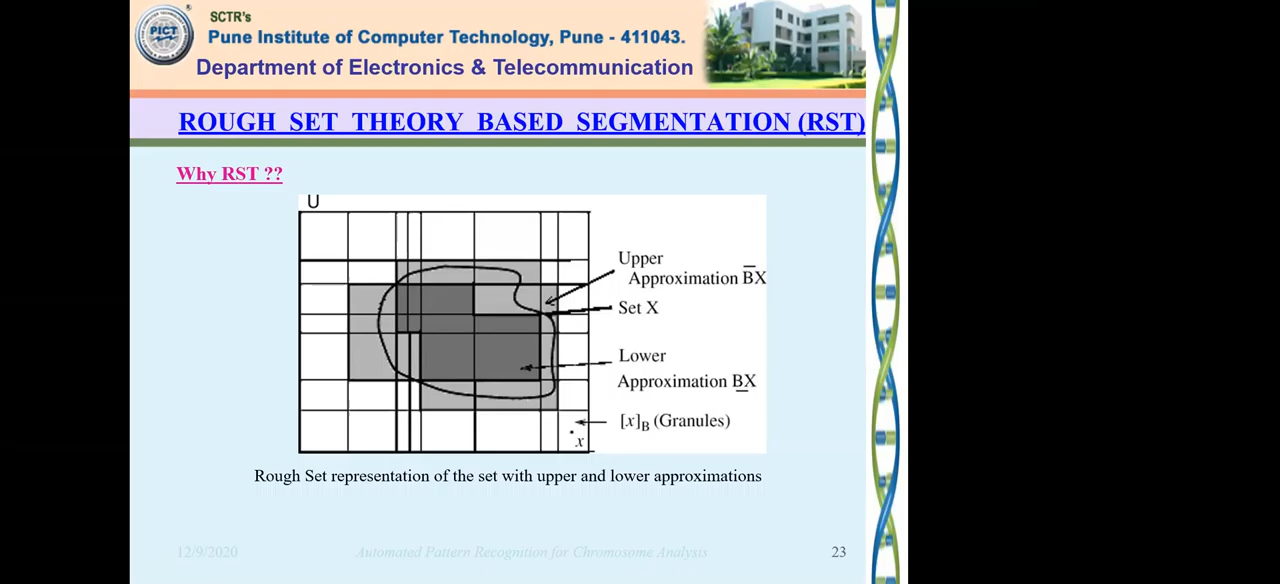 SCTR's
PICT
Pune Institute of Computer Technology, Pune - 411043.
Department of Electronics & Telecommunication
ROUGH SET THEORY BASED SEGMENTATION (RST)
Why RST ??
U
Upper
Approximation B̅X
Set X
Lower
Approximation B̲X
[x]B (Granules)
x
Rough Set representation of the set with upper and lower approximations
12/9/2020
Automated Pattern Recognition for Chromosome Analysis
23